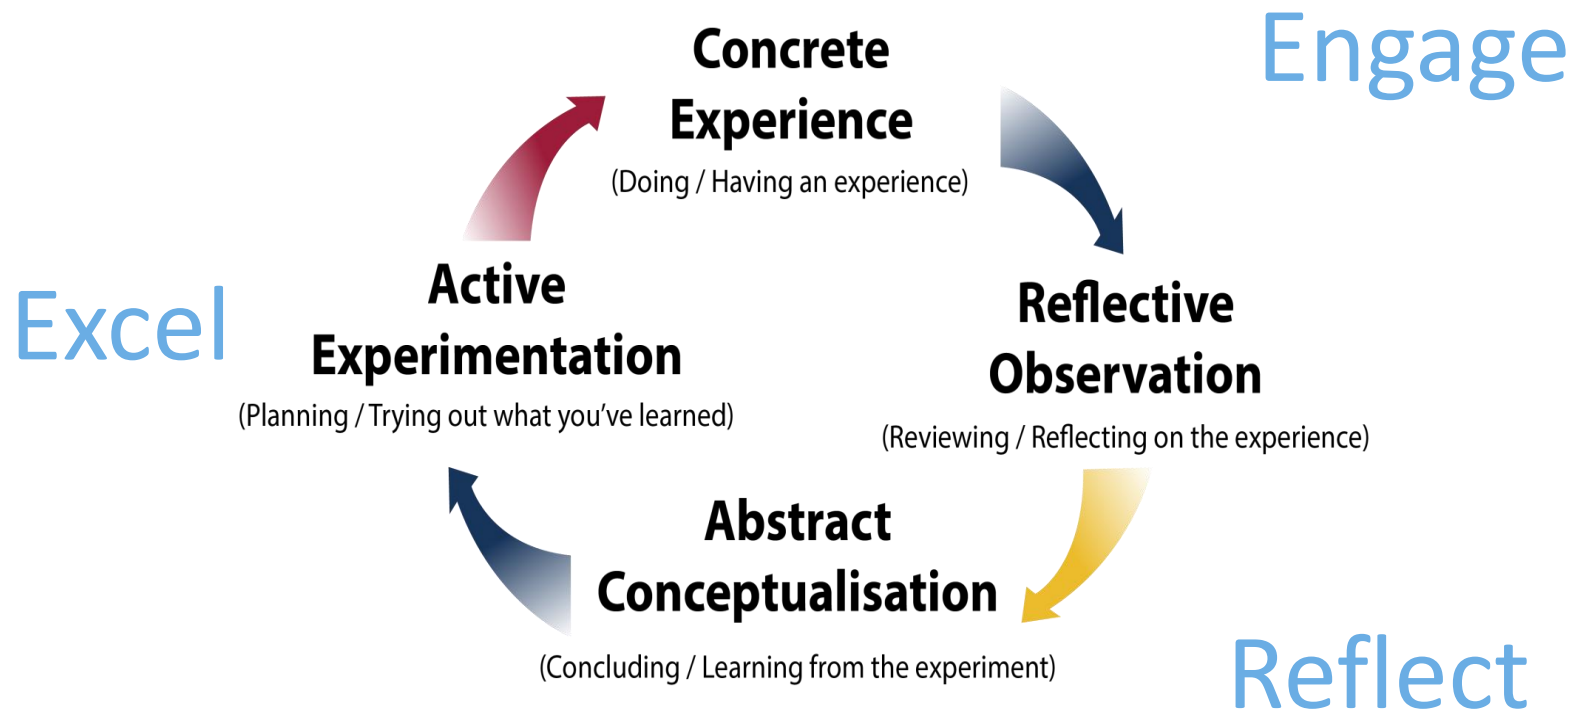 Concrete
Experience
(Doing / Having an experience)
Engage
Active
Experimentation
(Planning / Trying out what you've learned)
Excel
Reflective
Observation
(Reviewing / Reflecting on the experience)
Abstract
Conceptualisation
(Concluding / Learning from the experiment)
Reflect